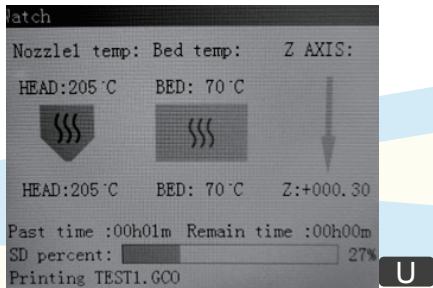 Watch
Nozzle1 temp: Bed temp: Z AXIS:
HEAD:205°C BED: 70°C
HEAD:205°C BED: 70°C Z:+000.30
Past time :00h01m Remain time :00h00m
SD percent: 27%
Printing TEST1.GCO
U